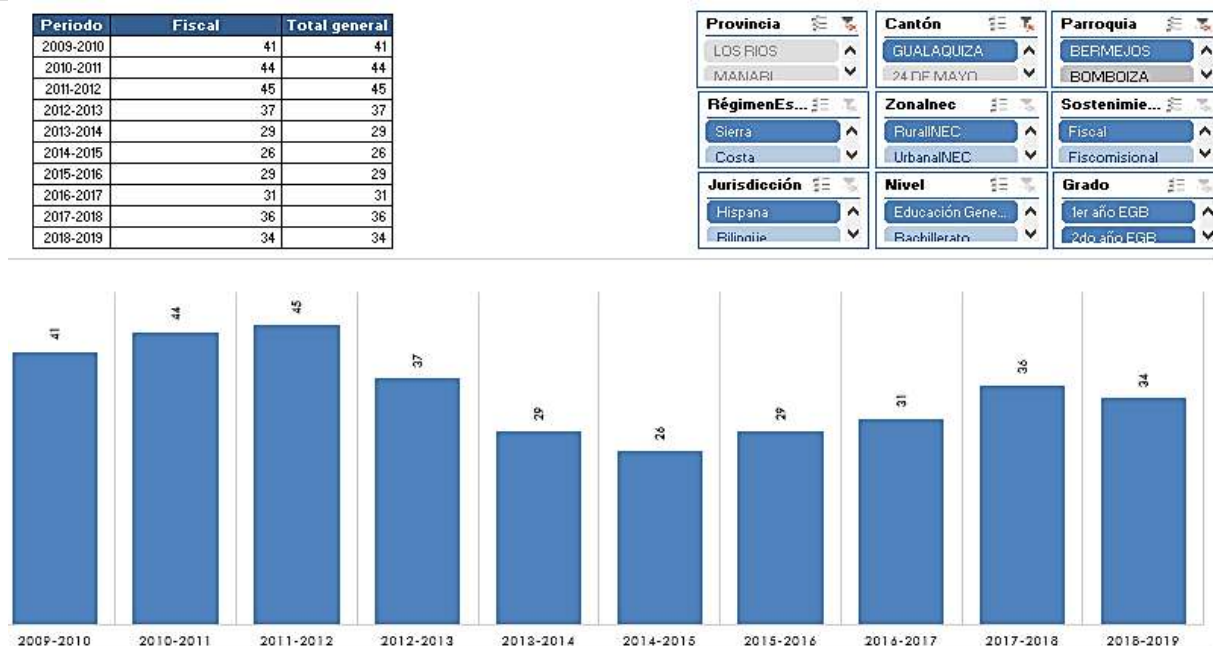 Periodo Fiscal Total general
2009-2010 41 41
2010-2011 44 44
2011-2012 45 45
2012-2013 37 37
2013-2014 29 29
2014-2015 26 26
2015-2016 29 29
2016-2017 31 31
2017-2018 36 36
2018-2019 34 34
Provincia Cantón Parroquia
LOS RIOS GUALAQUIZA BERMEJOS
MANABI 24 DE MAYO BOMBOIZA
RégimenEs... ZonaInec Sostenimie...
Sierra RuralINEC Fiscal
Costa UrbanaINEC Fiscomisional
Jurisdicción Nivel Grado
Hispana Educación Gene... 1er año EGB
Bilingüe Bachillerato 2do año EGB
41 44 45 37 29 26 29 31 36 34
2009-2010 2010-2011 2011-2012 2012-2013 2013-2014 2014-2015 2015-2016 2016-2017 2017-2018 2018-2019